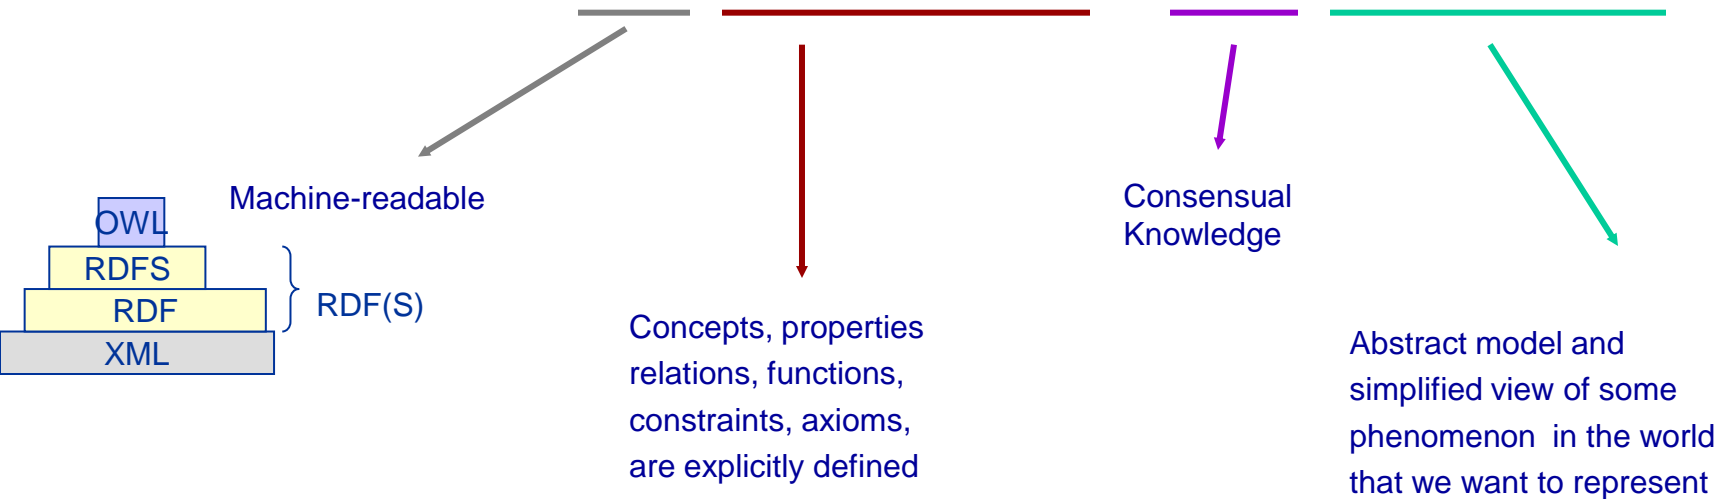 Machine-readable
OWL
RDFS
RDF
XML
RDF(S)
Concepts, properties
relations, functions,
constraints, axioms,
are explicitly defined
Consensual
Knowledge
Abstract model and
simplified view of some
phenomenon in the world
that we want to represent